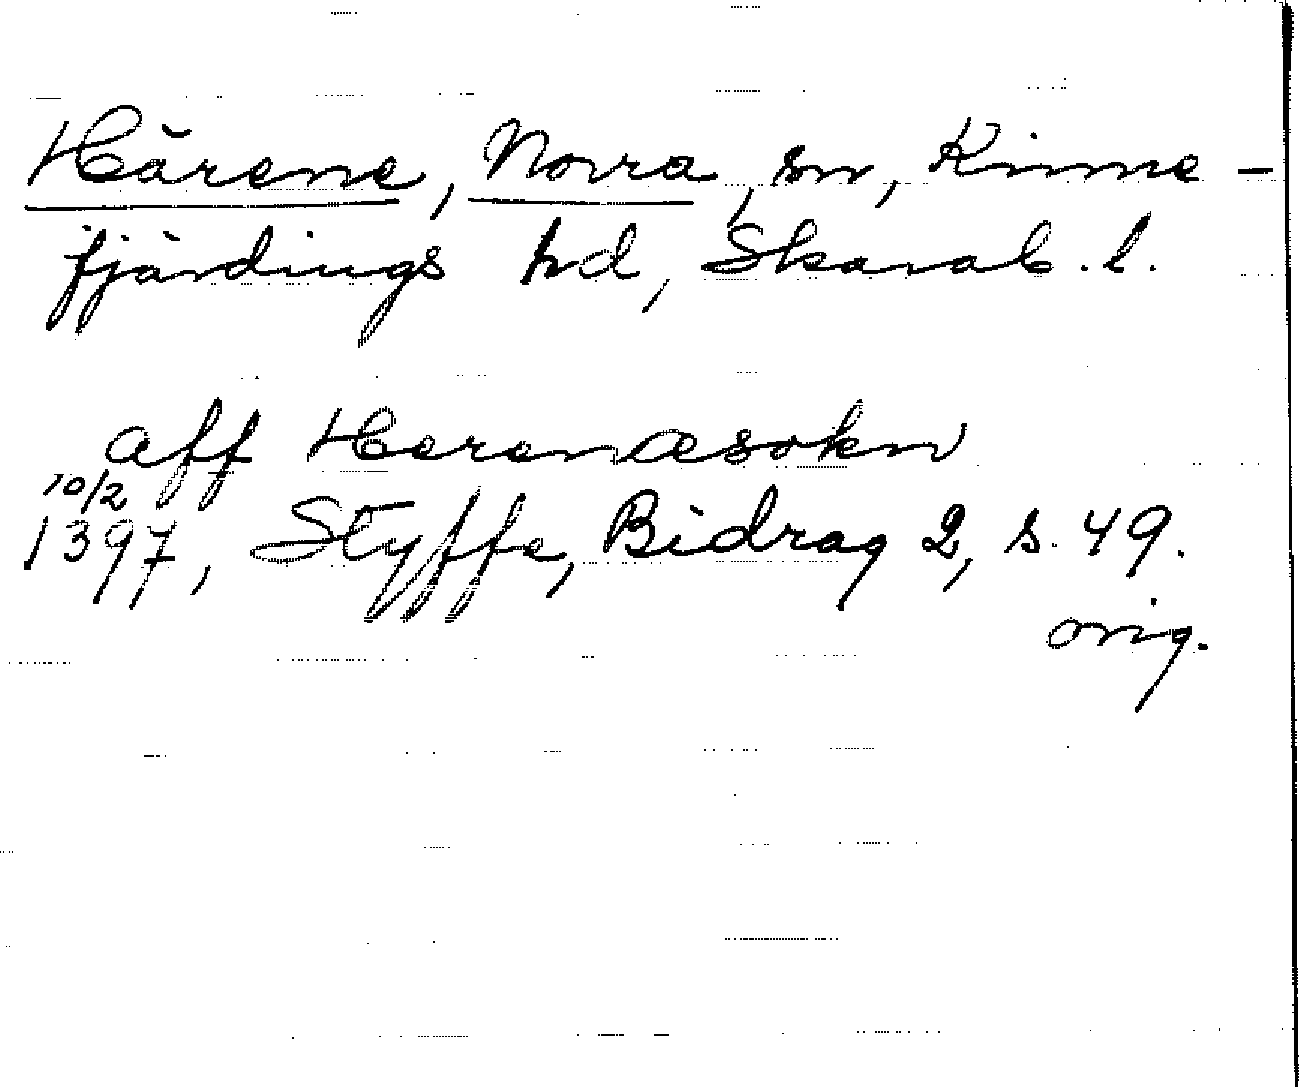 Härene, Norra, sn, Kinne-
fjärdings hd, Skarab. l.
aff Herenæsokn
10/2
1397, Styffe, Bidrag 2, s. 49.
orig.